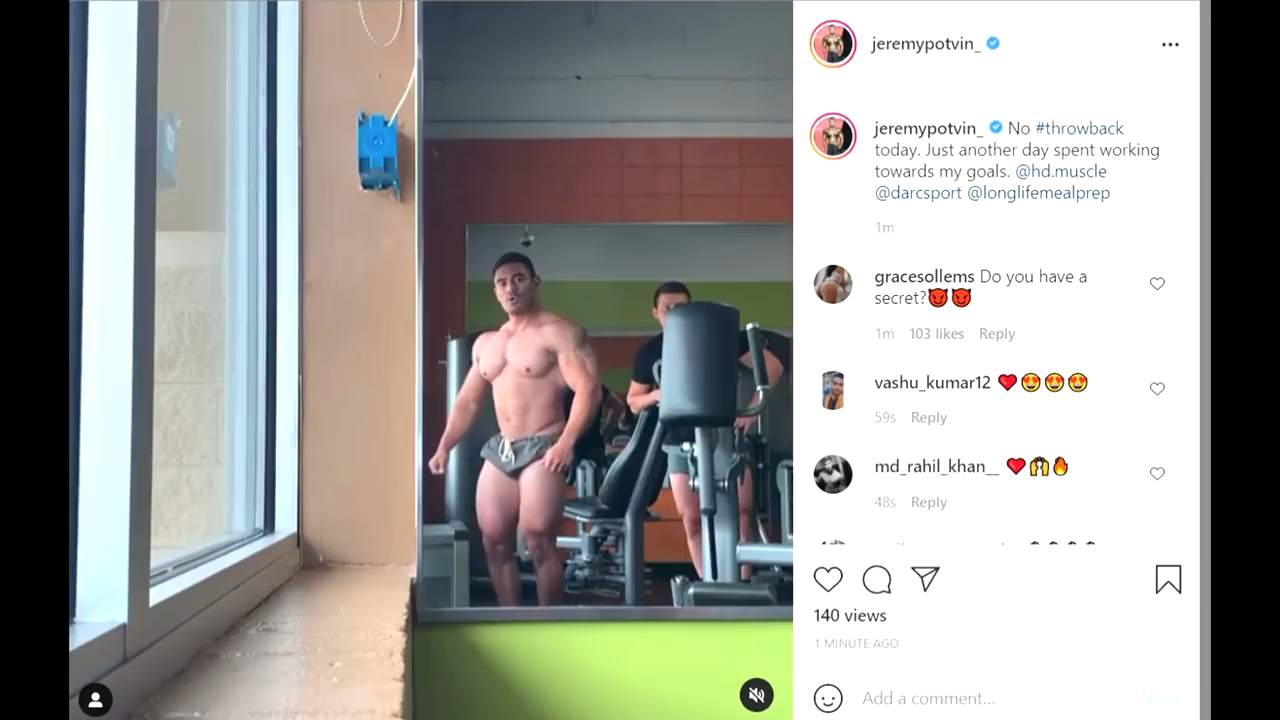 jeremypotvin_
jeremypotvin_ No #throwback
today. Just another day spent working
towards my goals. @hd.muscle
@darcsport @longlifemealprep
1m
gracesollems Do you have a
secret?😈😈
1m 103 likes Reply
vashu_kumar12 ❤️😍😍😍
59s Reply
md_rahil_khan__ ❤️🙌🔥
48s Reply
140 views
1 MINUTE AGO
Add a comment...
Post